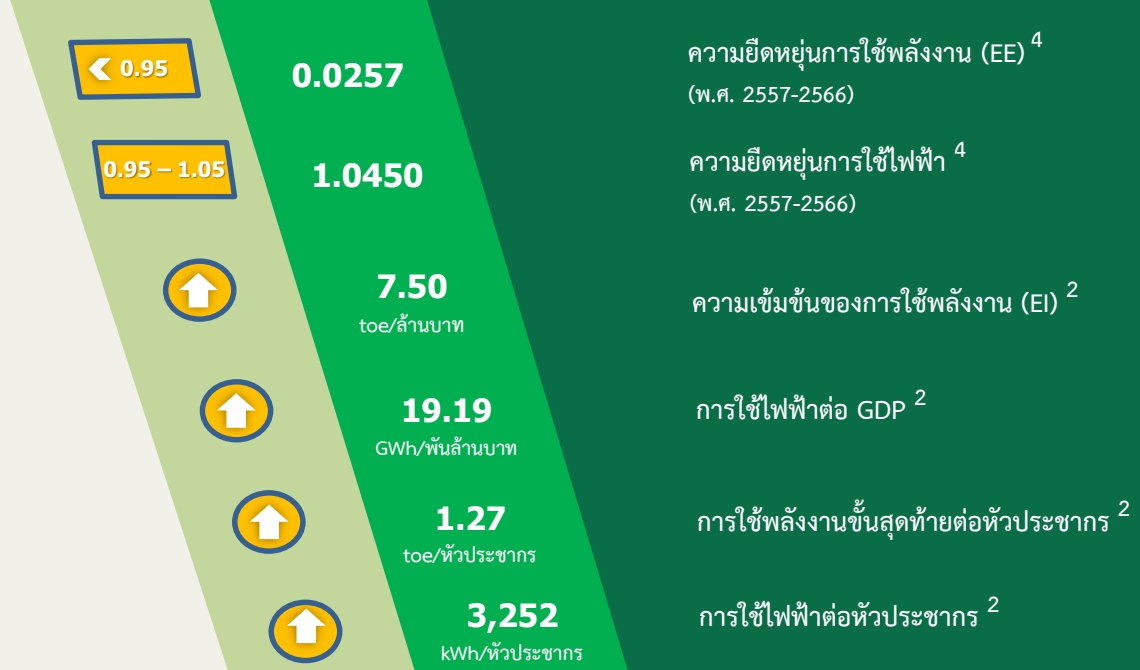 < 0.95
0.0257
ความยืดหยุ่นการใช้พลังงาน (EE) 4
(พ.ศ. 2557-2566)
0.95 – 1.05
1.0450
ความยืดหยุ่นการใช้ไฟฟ้า 4
(พ.ศ. 2557-2566)
7.50
toe/ล้านบาท
ความเข้มข้นของการใช้พลังงาน (EI) 2
19.19
GWh/พันล้านบาท
การใช้ไฟฟ้าต่อ GDP 2
1.27
toe/หัวประชากร
การใช้พลังงานขั้นสุดท้ายต่อหัวประชากร 2
3,252
kWh/หัวประชากร
การใช้ไฟฟ้าต่อหัวประชากร 2